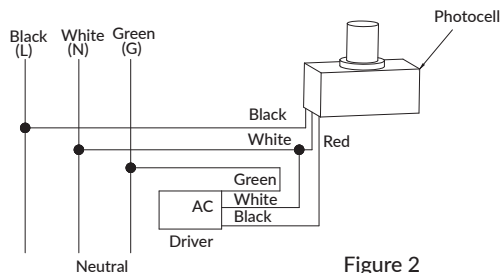 Photocell
Black White Green
(L) (N) (G)
Black
White
Red
Green
AC White
Black
Driver
Neutral
Figure 2